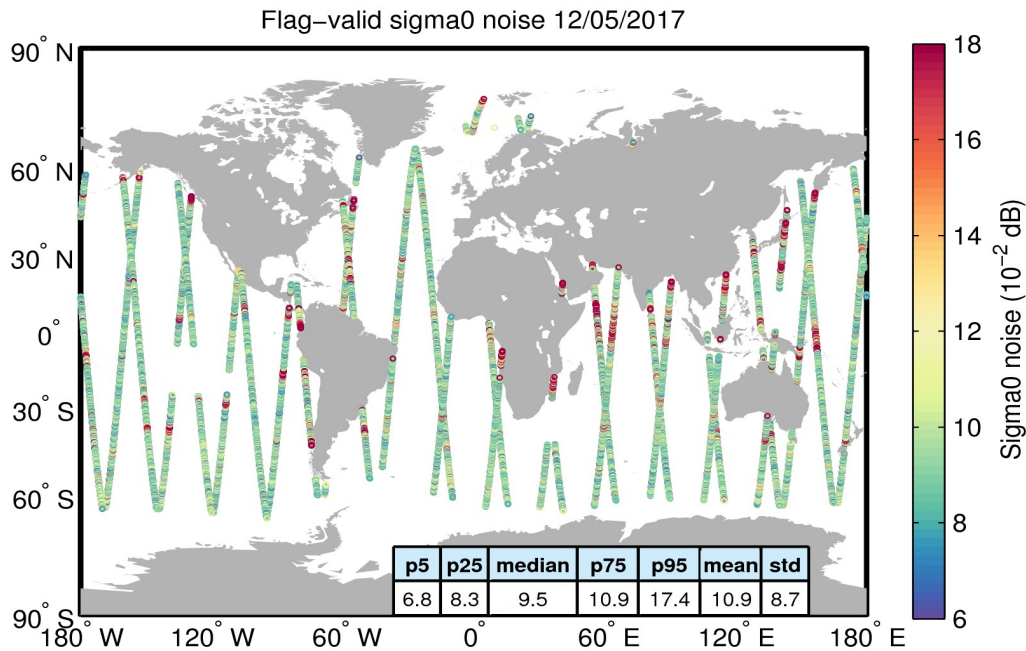 Flag−valid sigma0 noise 12/05/2017
90° N
60° N
30° N
0°
30° S
60° S
90° S
180° W
120° W
60° W
0°
60° E
120° E
180° E
p5 p25 median p75 p95 mean std
6.8 8.3 9.5 10.9 17.4 10.9 8.7
18
16
14
12
10
8
6
Sigma0 noise (10⁻² dB)